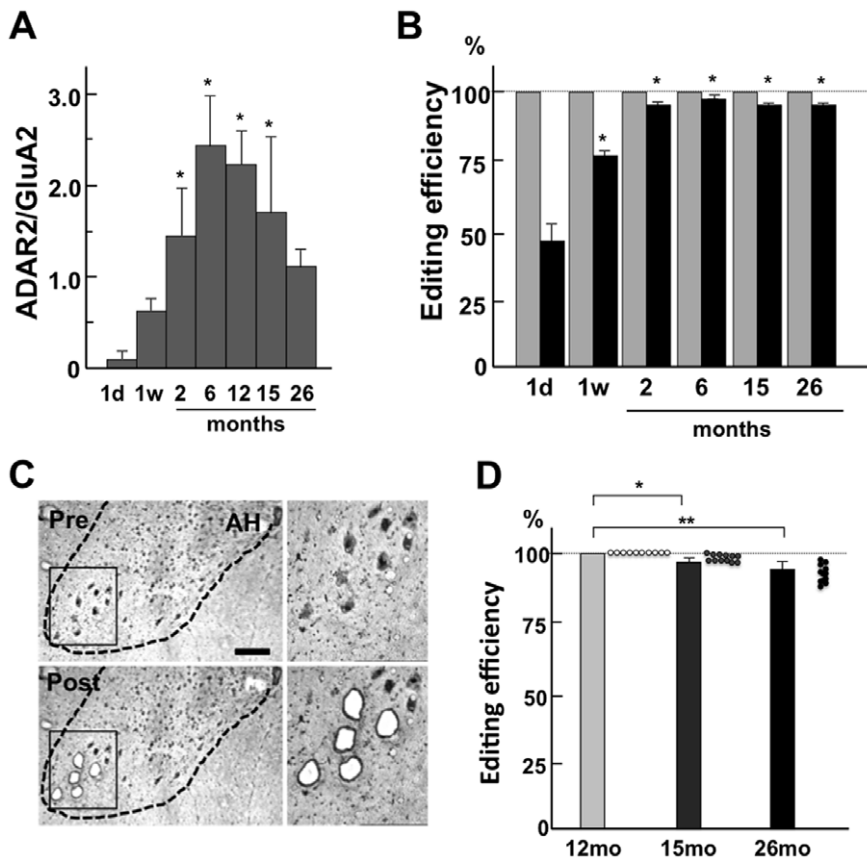 A
ADAR2/GluA2
3.0
2.0
1.0
0
*
*
*
*
1d 1w 2 6 12 15 26
months
B
%
Editing efficiency
100
75
50
25
0
*
*
*
*
*
1d 1w 2 6 15 26
months
C
Pre AH
Post
D
%
Editing efficiency
100
75
50
25
0
*
**
12mo 15mo 26mo